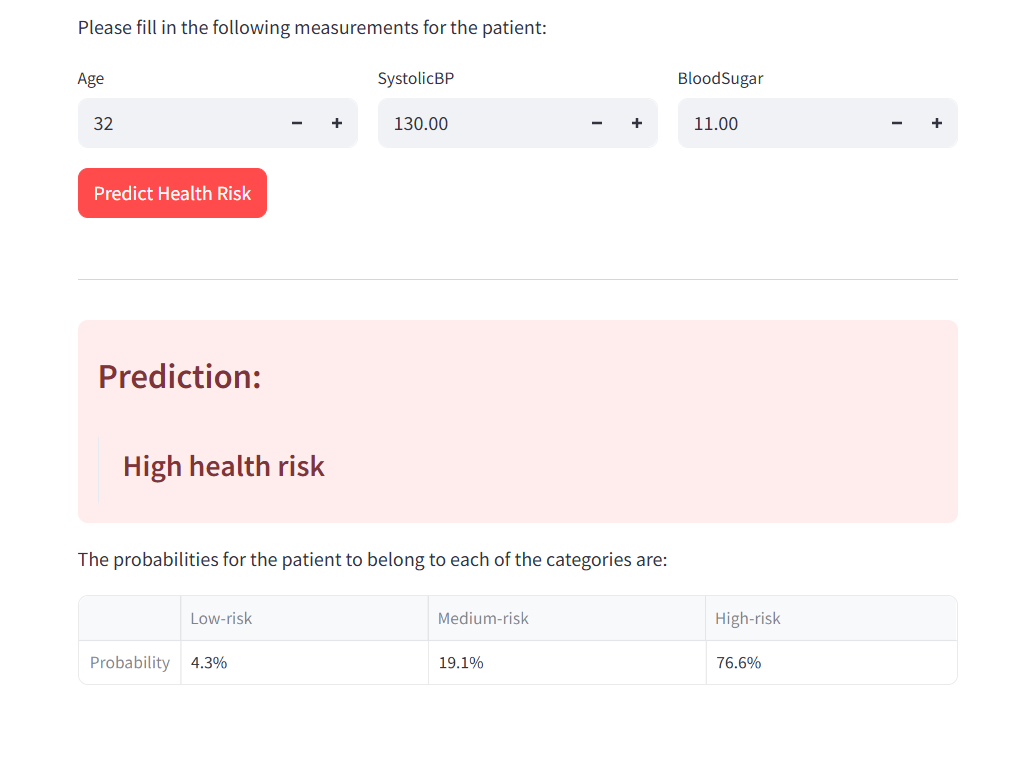 Please fill in the following measurements for the patient:
Age SystolicBP BloodSugar
32 − + 130.00 − + 11.00 − +
Predict Health Risk
Prediction:
High health risk
The probabilities for the patient to belong to each of the categories are:
Low-risk Medium-risk High-risk
Probability 4.3% 19.1% 76.6%